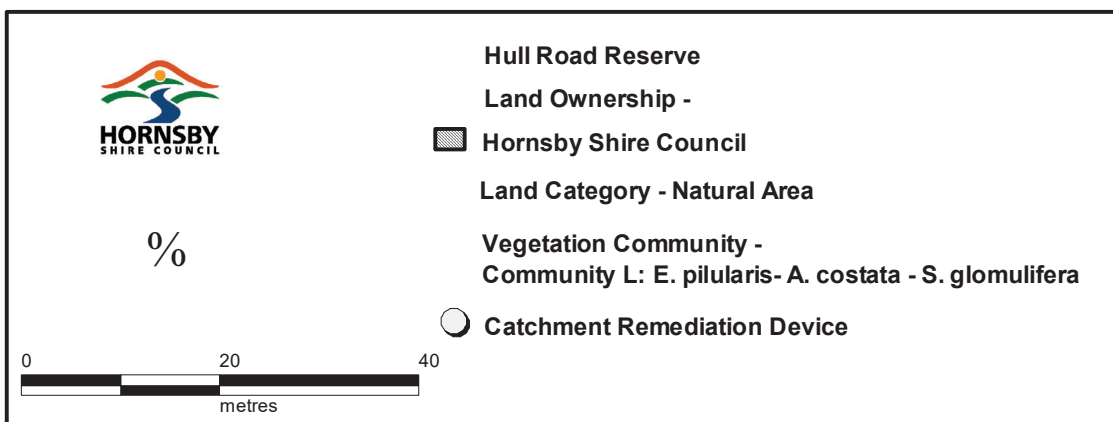 HORNSBY
SHIRE COUNCIL
%
0 20 40
metres
Hull Road Reserve
Land Ownership -
Hornsby Shire Council
Land Category - Natural Area
Vegetation Community -
Community L: E. pilularis- A. costata - S. glomulifera
Catchment Remediation Device